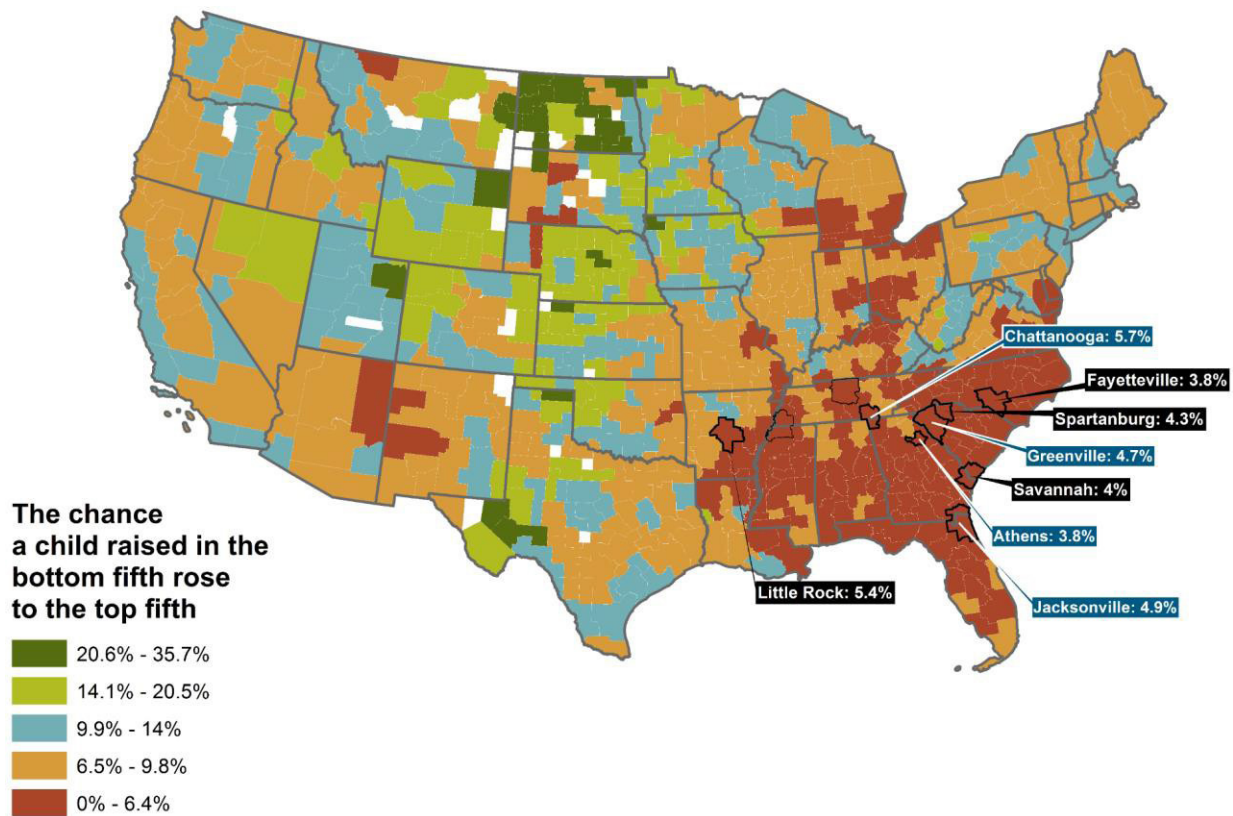 Chattanooga: 5.7%
Fayetteville: 3.8%
Spartanburg: 4.3%
Greenville: 4.7%
Savannah: 4%
Athens: 3.8%
Little Rock: 5.4%
Jacksonville: 4.9%
The chance
a child raised in the
bottom fifth rose
to the top fifth
20.6% - 35.7%
14.1% - 20.5%
9.9% - 14%
6.5% - 9.8%
0% - 6.4%